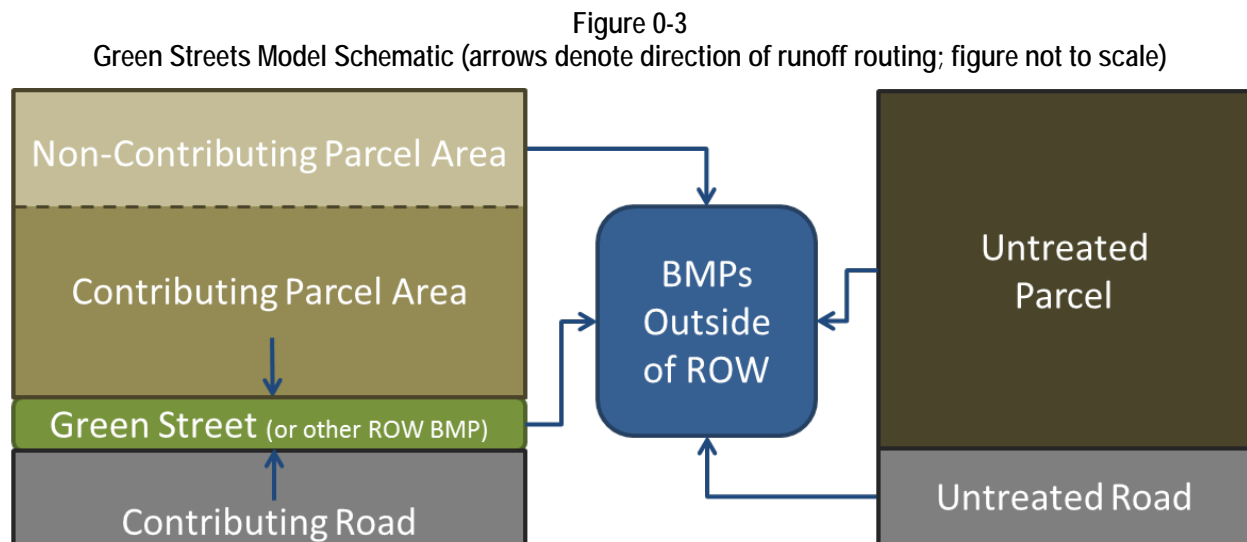 Figure 0-3
Green Streets Model Schematic (arrows denote direction of runoff routing; figure not to scale)
Non-Contributing Parcel Area
Contributing Parcel Area
Green Street (or other ROW BMP)
Contributing Road
BMPs
Outside
of ROW
Untreated
Parcel
Untreated Road